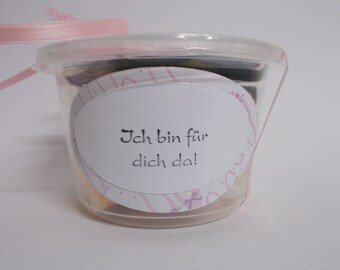 Ich bin für
dich da!